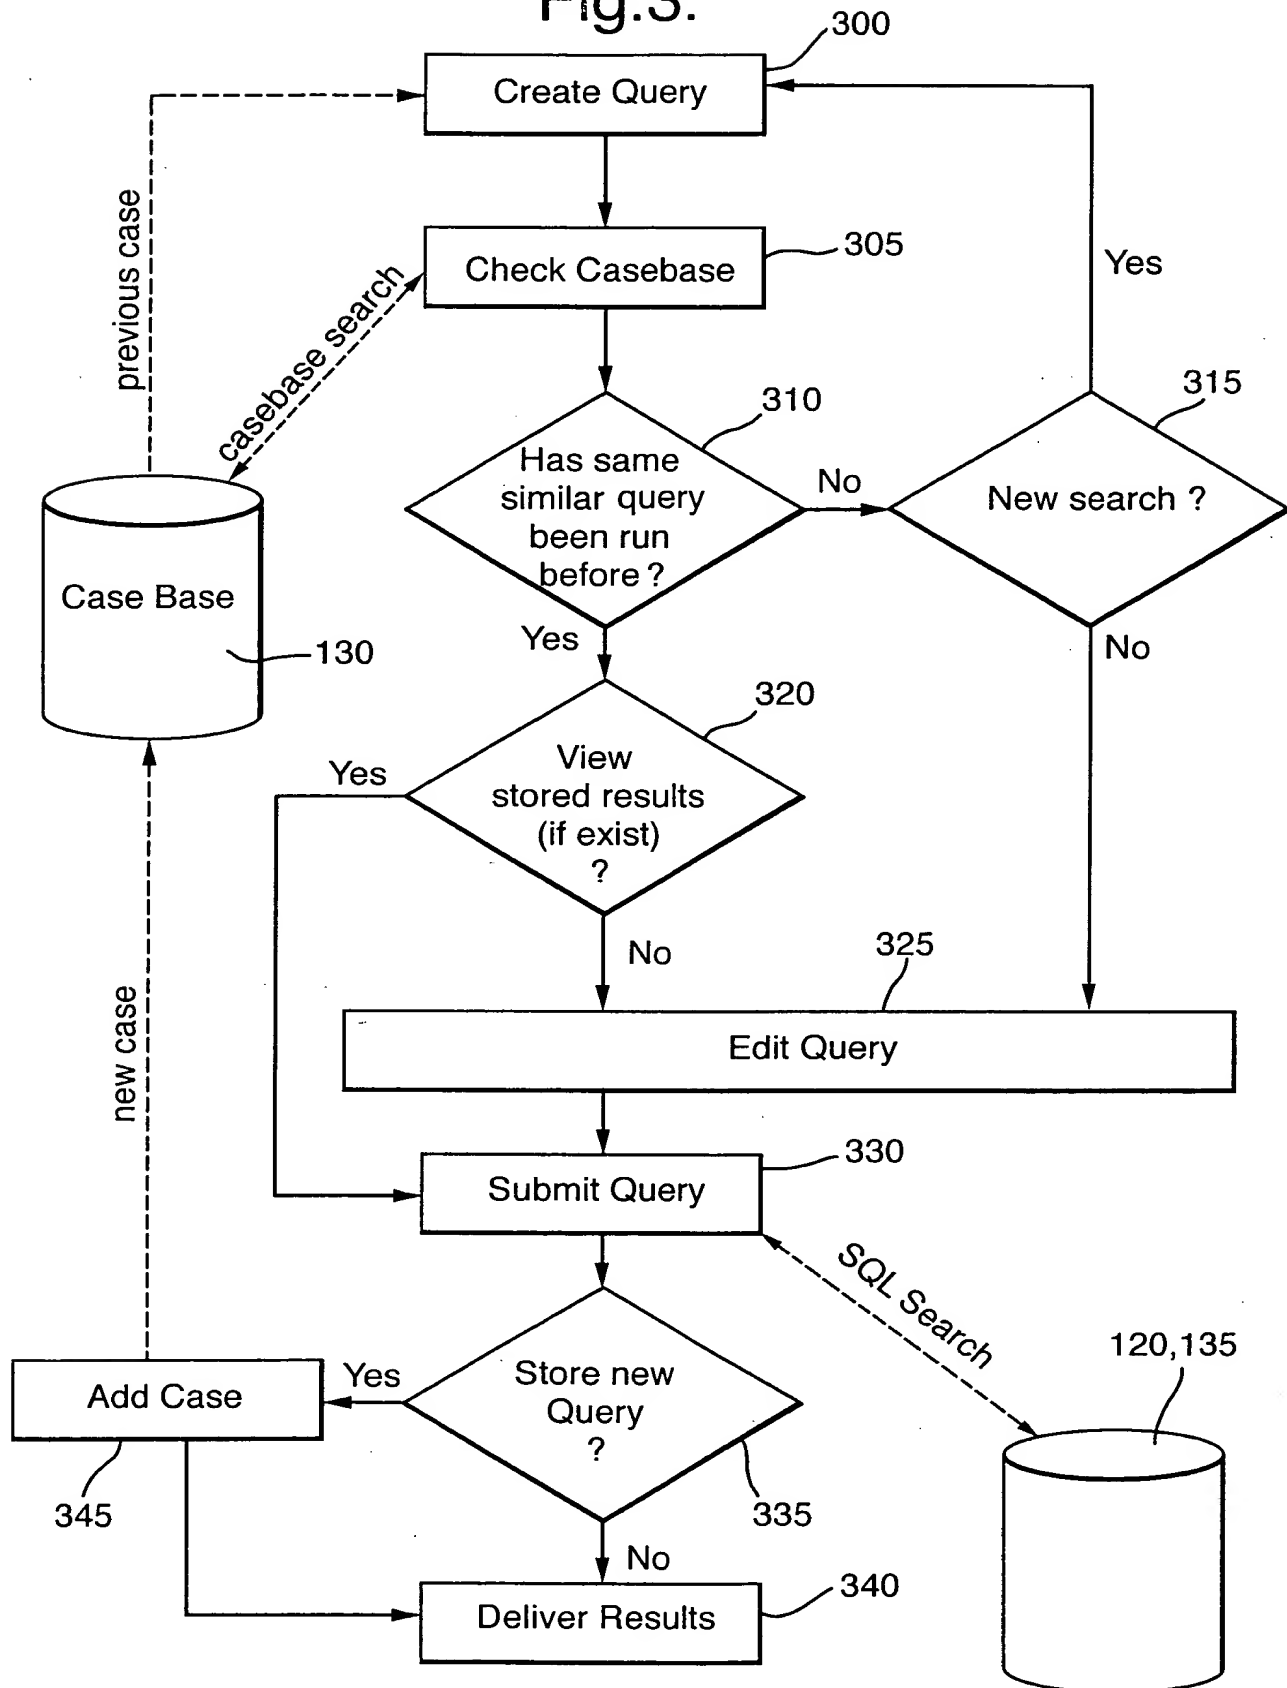 Fig.3.
300
Create Query
previous case
305
Check Casebase
casebase search
Yes
310
315
Has same
similar query
been run
before ?
No
New search ?
Case Base
130
Yes
No
320
View
stored results
(if exist)
?
Yes
No
325
Edit Query
new case
330
Submit Query
SQL Search
120,135
Store new
Query
?
Yes
Add Case
345
335
No
340
Deliver Results